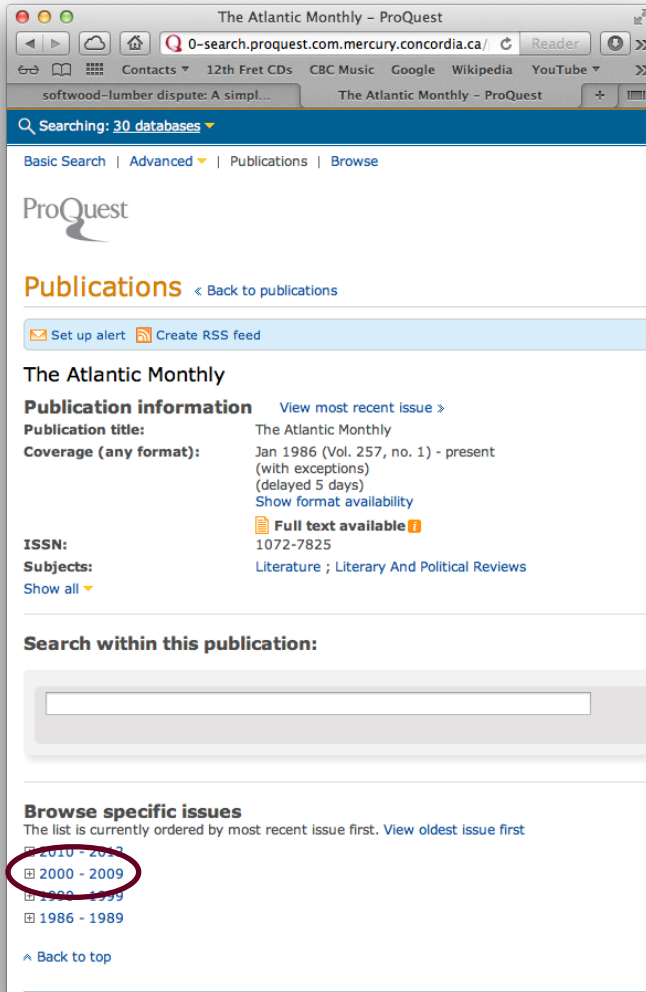 The Atlantic Monthly – ProQuest
0-search.proquest.com.mercury.concordia.ca/ Reader
Contacts 12th Fret CDs CBC Music Google Wikipedia YouTube
softwood-lumber dispute: A simpl... The Atlantic Monthly – ProQuest
Searching: 30 databases
Basic Search | Advanced | Publications | Browse
ProQuest
Publications « Back to publications
Set up alert Create RSS feed
The Atlantic Monthly
Publication information View most recent issue »
Publication title: The Atlantic Monthly
Coverage (any format): Jan 1986 (Vol. 257, no. 1) - present
(with exceptions)
(delayed 5 days)
Show format availability
Full text available
ISSN: 1072-7825
Subjects: Literature ; Literary And Political Reviews
Show all
Search within this publication:
Browse specific issues
The list is currently ordered by most recent issue first. View oldest issue first
2010 -
2000 - 2009
1990 - 1999
1986 - 1989
Back to top